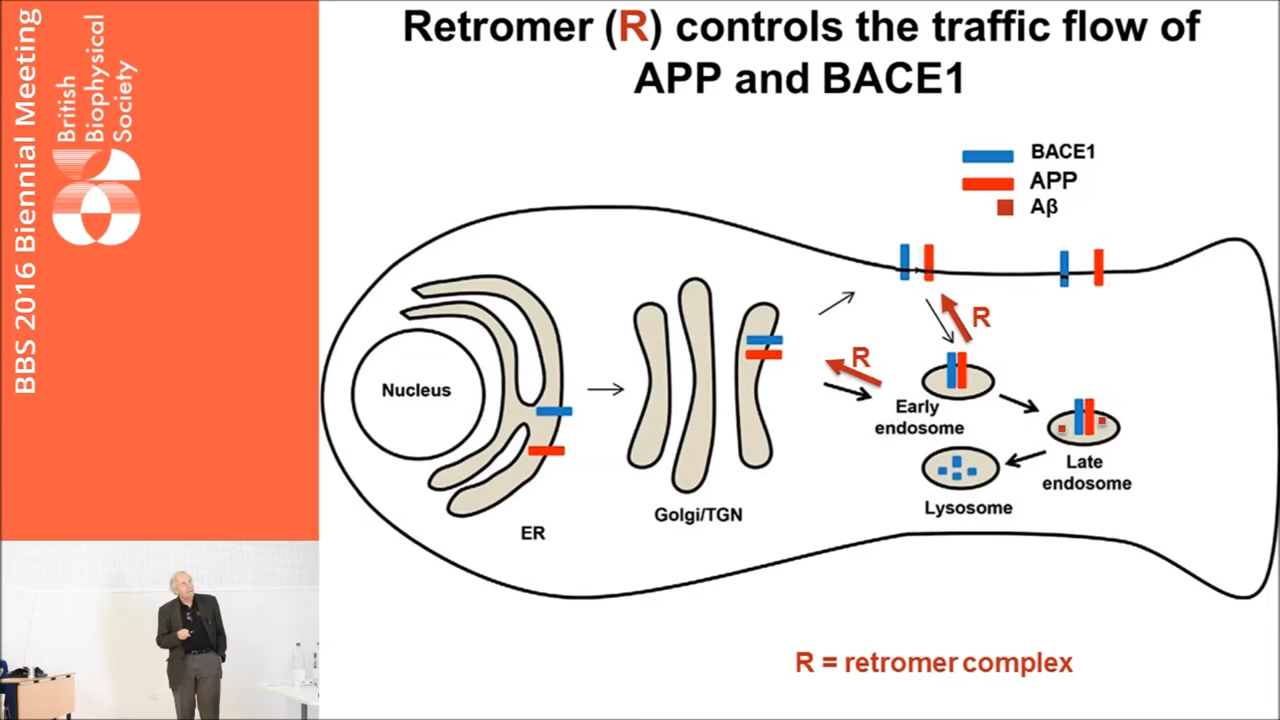 BBS 2016 Biennial Meeting
British
Biophysical
Society
Retromer (R) controls the traffic flow of
APP and BACE1
BACE1
APP
Aβ
R
R
Nucleus
Early
endosome
Late
endosome
Lysosome
Golgi/TGN
ER
R = retromer complex